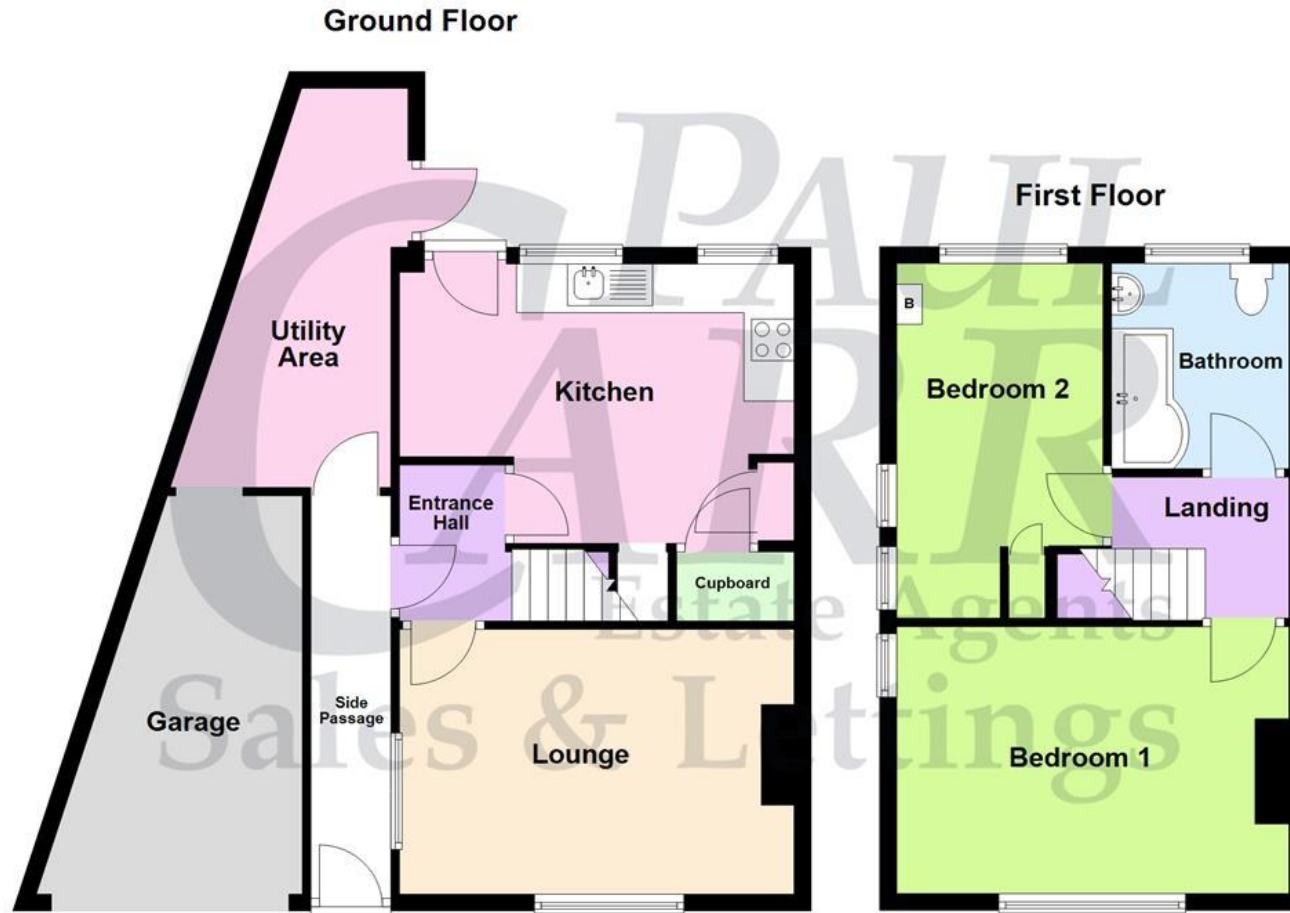 Ground Floor
First Floor
Utility
Area
Kitchen
Entrance
Hall
Cupboard
Garage
Side
Passage
Lounge
B
Bedroom 2
Bathroom
Landing
Bedroom 1
PAUL
CARR
Estate Agents
Sales & Lettings